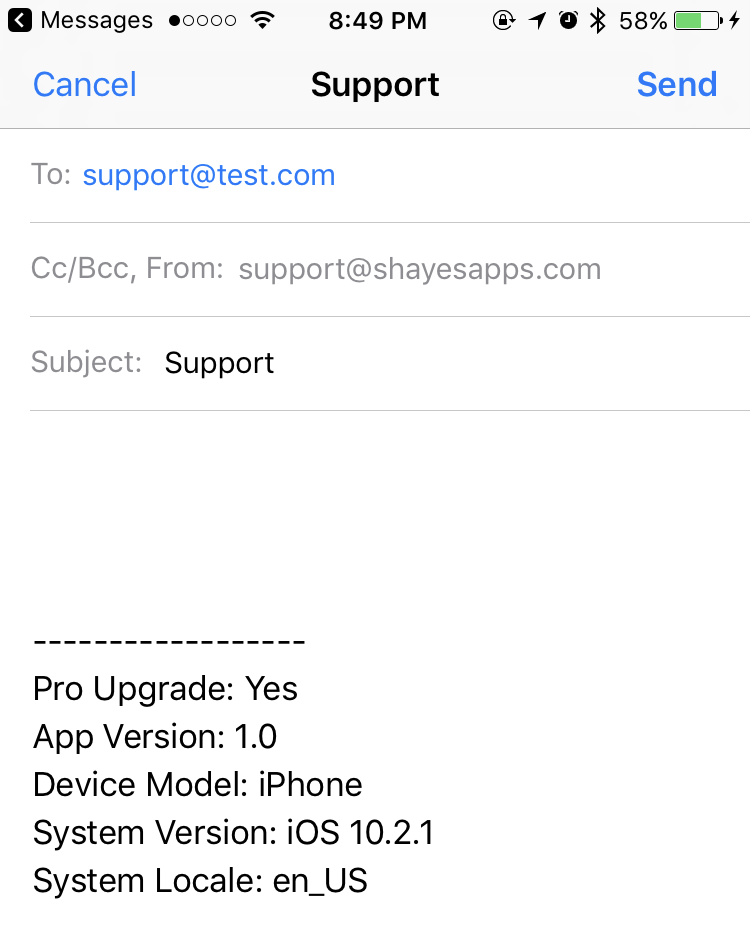 Messages 8:49 PM 58%
Cancel Support Send
To: support@test.com
Cc/Bcc, From: support@shayesapps.com
Subject: Support
------------------
Pro Upgrade: Yes
App Version: 1.0
Device Model: iPhone
System Version: iOS 10.2.1
System Locale: en_US